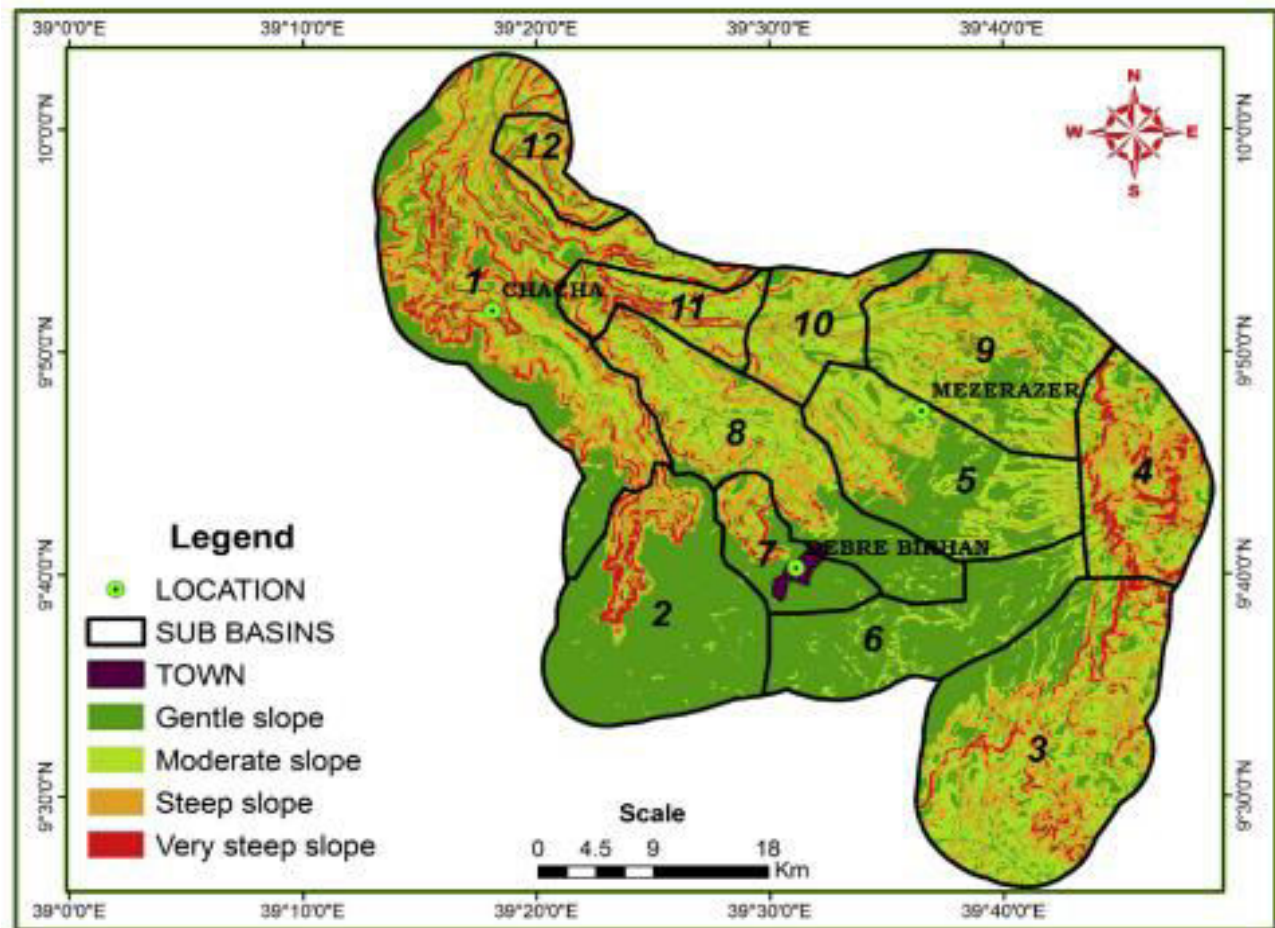 39°0'0"E 39°10'0"E 39°20'0"E 39°30'0"E 39°40'0"E
N
W E
S
10°0'0"N 10°0'0"N
12
1
CHACHA
11
10
9
9°50'0"N 9°50'0"N
MEZERAZER
8
5
4
7
DEBRE BIRHAN
9°40'0"N 9°40'0"N
2
6
3
9°30'0"N 9°30'0"N
Legend
LOCATION
SUB BASINS
TOWN
Gentle slope
Moderate slope
Steep slope
Very steep slope
Scale
0 4.5 9 18
Km
39°0'0"E 39°10'0"E 39°20'0"E 39°30'0"E 39°40'0"E